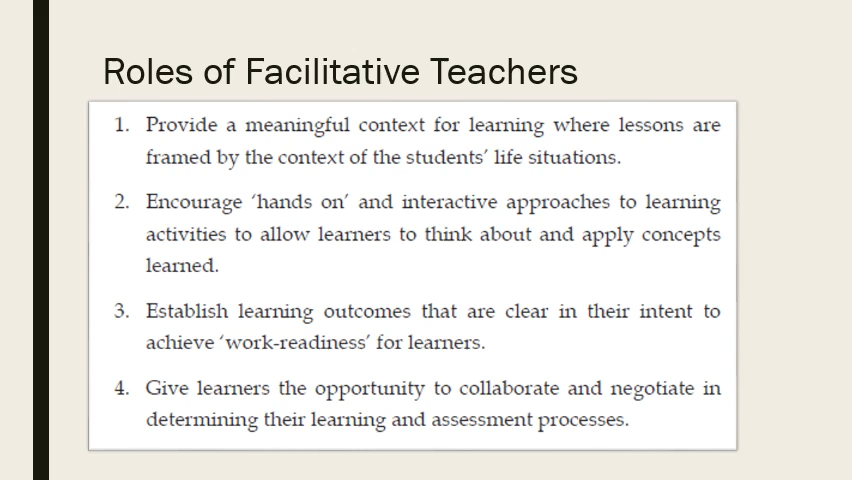 Roles of Facilitative Teachers
1. Provide a meaningful context for learning where lessons are
framed by the context of the students’ life situations.
2. Encourage ‘hands on’ and interactive approaches to learning
activities to allow learners to think about and apply concepts
learned.
3. Establish learning outcomes that are clear in their intent to
achieve ‘work-readiness’ for learners.
4. Give learners the opportunity to collaborate and negotiate in
determining their learning and assessment processes.